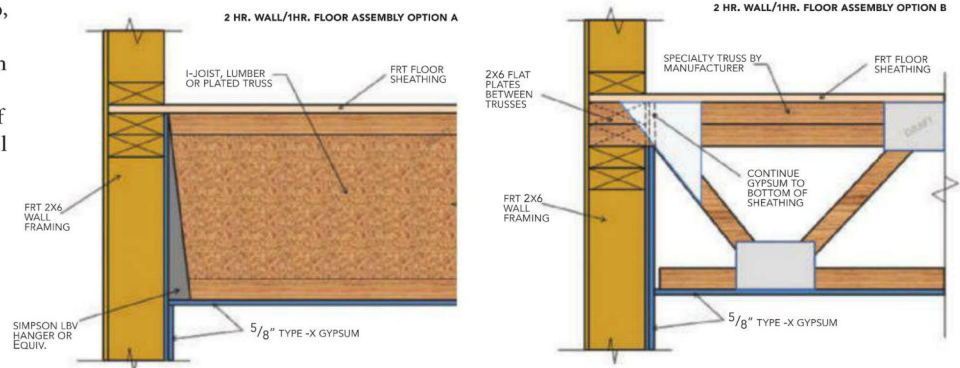 2 HR. WALL/1HR. FLOOR ASSEMBLY OPTION A
I-JOIST, LUMBER
OR PLATED TRUSS
FRT FLOOR
SHEATHING
FRT 2X6
WALL
FRAMING
SIMPSON LBV
HANGER OR
EQUIV.
5/8" TYPE -X GYPSUM
2 HR. WALL/1HR. FLOOR ASSEMBLY OPTION B
2X6 FLAT
PLATES
BETWEEN
TRUSSES
SPECIALTY TRUSS BY
MANUFACTURER
FRT FLOOR
SHEATHING
CONTINUE
GYPSUM TO
BOTTOM OF
SHEATHING
FRT 2X6
WALL
FRAMING
5/8" TYPE -X GYPSUM